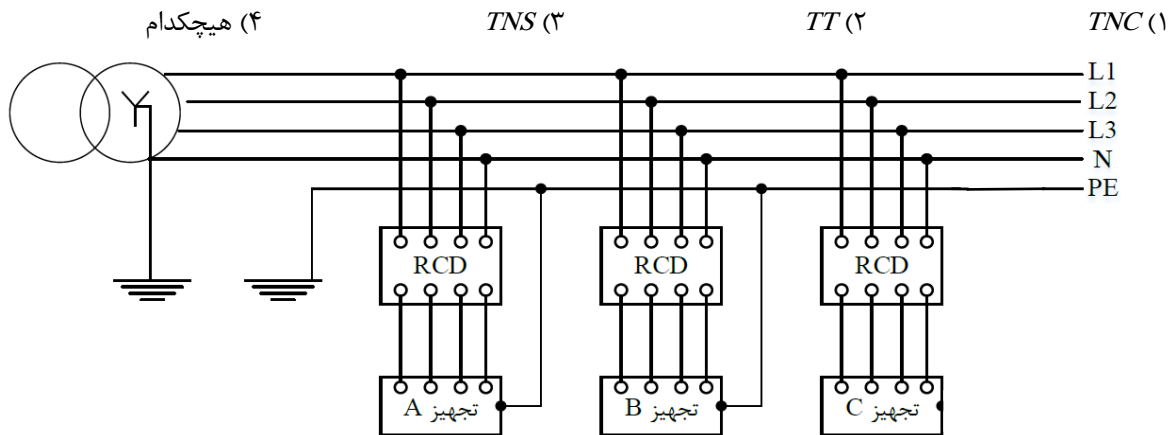 ۱) TNC ۲) TT ۳) TNS ۴) هیچکدام
L1
L2
L3
N
PE
RCD RCD RCD
تجهیز A تجهیز B تجهیز C